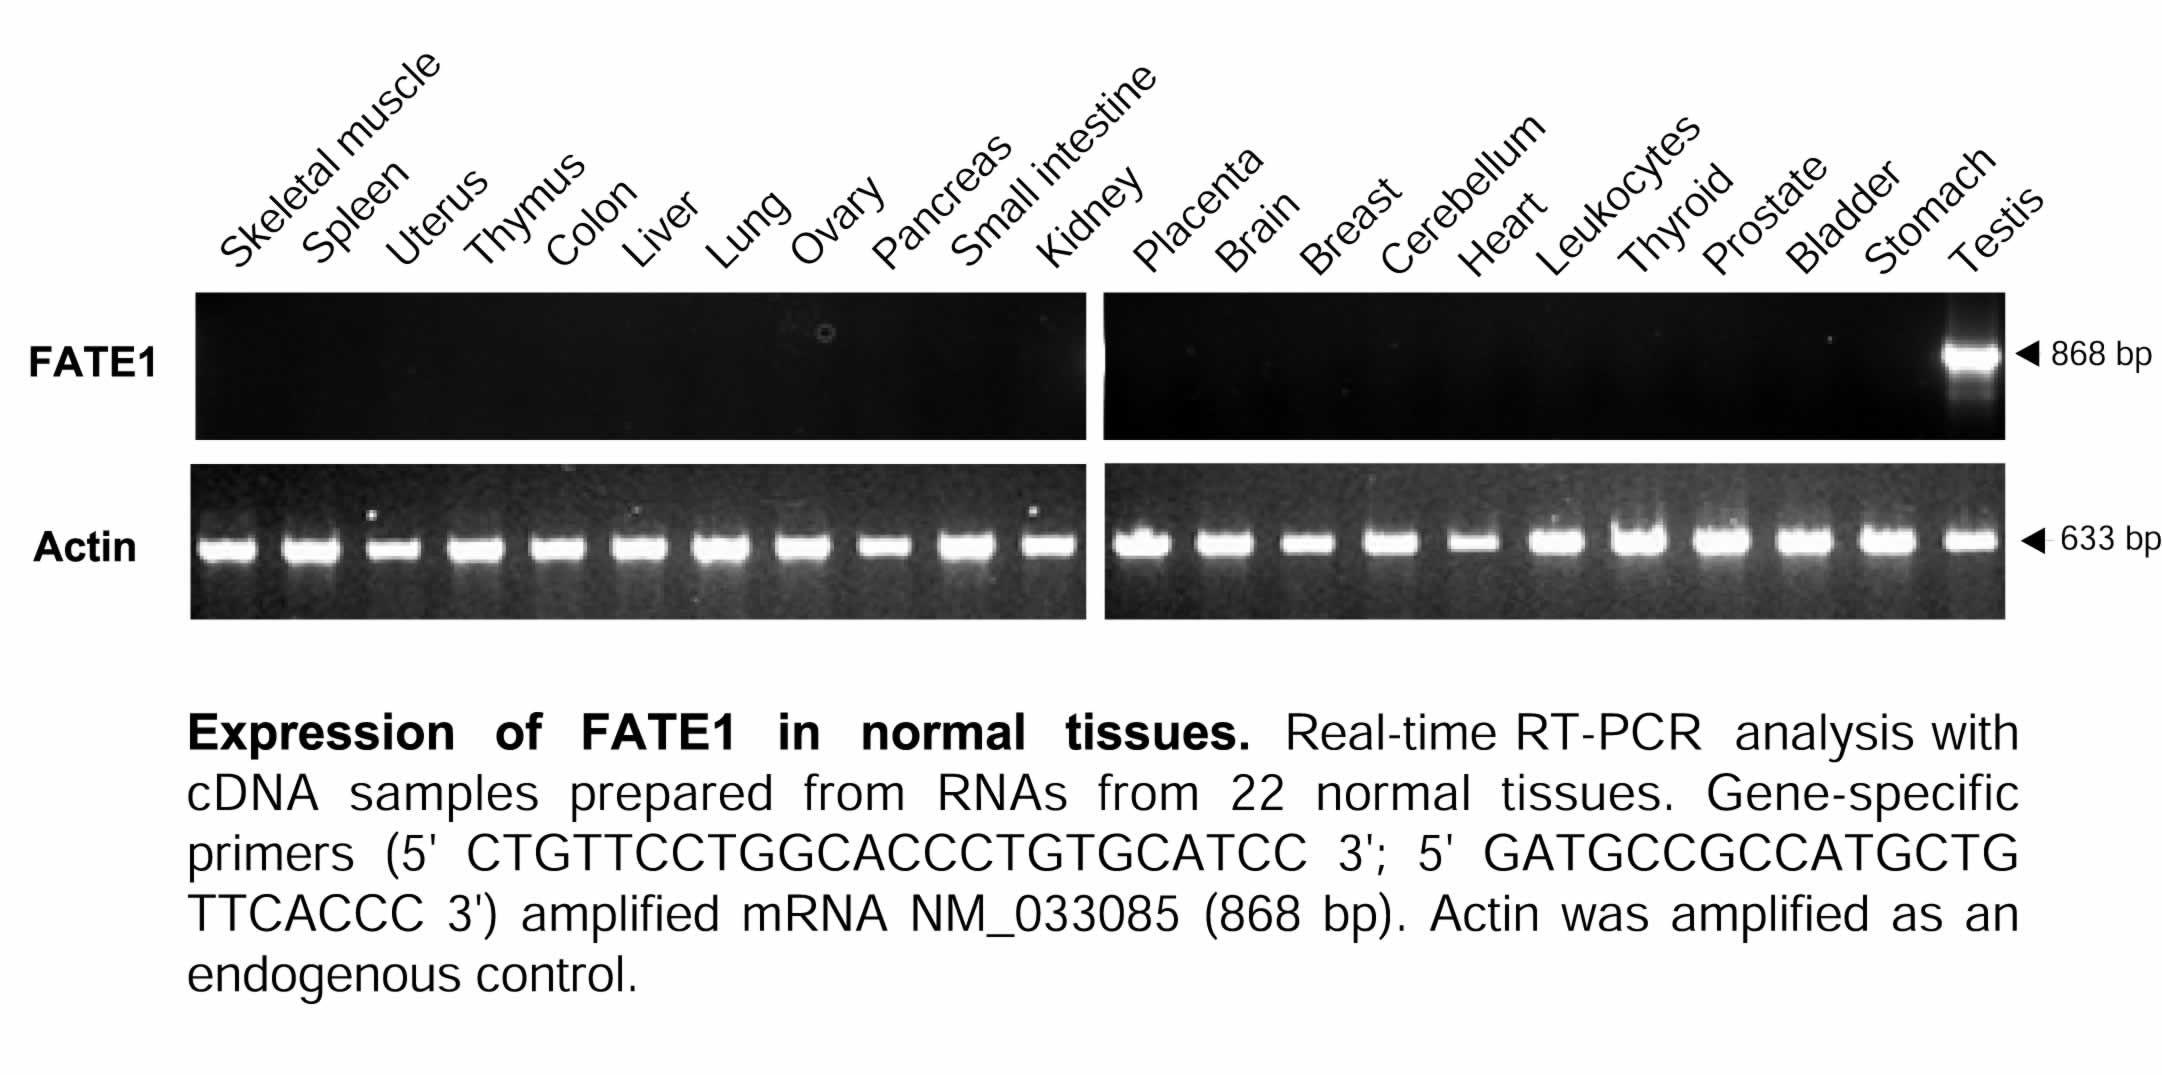 Skeletal muscle
Spleen
Uterus
Thymus
Colon
Liver
Lung
Ovary
Pancreas
Small intestine
Kidney
Placenta
Brain
Breast
Cerebellum
Heart
Leukocytes
Thyroid
Prostate
Bladder
Stomach
Testis
FATE1
868 bp
Actin
633 bp
Expression of FATE1 in normal tissues. Real-time RT-PCR analysis with
cDNA samples prepared from RNAs from 22 normal tissues. Gene-specific
primers (5' CTGTTCCTGGCACCCTGTGCATCC 3'; 5' GATGCCGCCATGCTG
TTCACCC 3') amplified mRNA NM_033085 (868 bp). Actin was amplified as an
endogenous control.